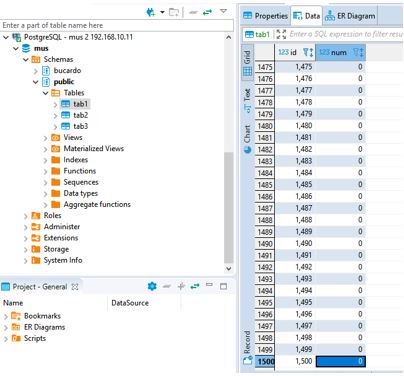 Enter a part of table name here
PostgreSQL - mus 2 192.168.10.11
mus
Schemas
bucardo
public
Tables
tab1
tab2
tab3
Views
Materialized Views
Indexes
Functions
Sequences
Data types
Aggregate functions
Roles
Administer
Extensions
Storage
System Info
Project - General
Name DataSource
Bookmarks
ER Diagrams
Scripts
Properties Data ER Diagram
tab1 Enter a SQL expression to filter resu
Grid
Text
Chart
Record
123 id 123 num
1475 1,475 0
1476 1,476 0
1477 1,477 0
1478 1,478 0
1479 1,479 0
1480 1,480 0
1481 1,481 0
1482 1,482 0
1483 1,483 0
1484 1,484 0
1485 1,485 0
1486 1,486 0
1487 1,487 0
1488 1,488 0
1489 1,489 0
1490 1,490 0
1491 1,491 0
1492 1,492 0
1493 1,493 0
1494 1,494 0
1495 1,495 0
1496 1,496 0
1497 1,497 0
1498 1,498 0
1499 1,499 0
1500 1,500 0